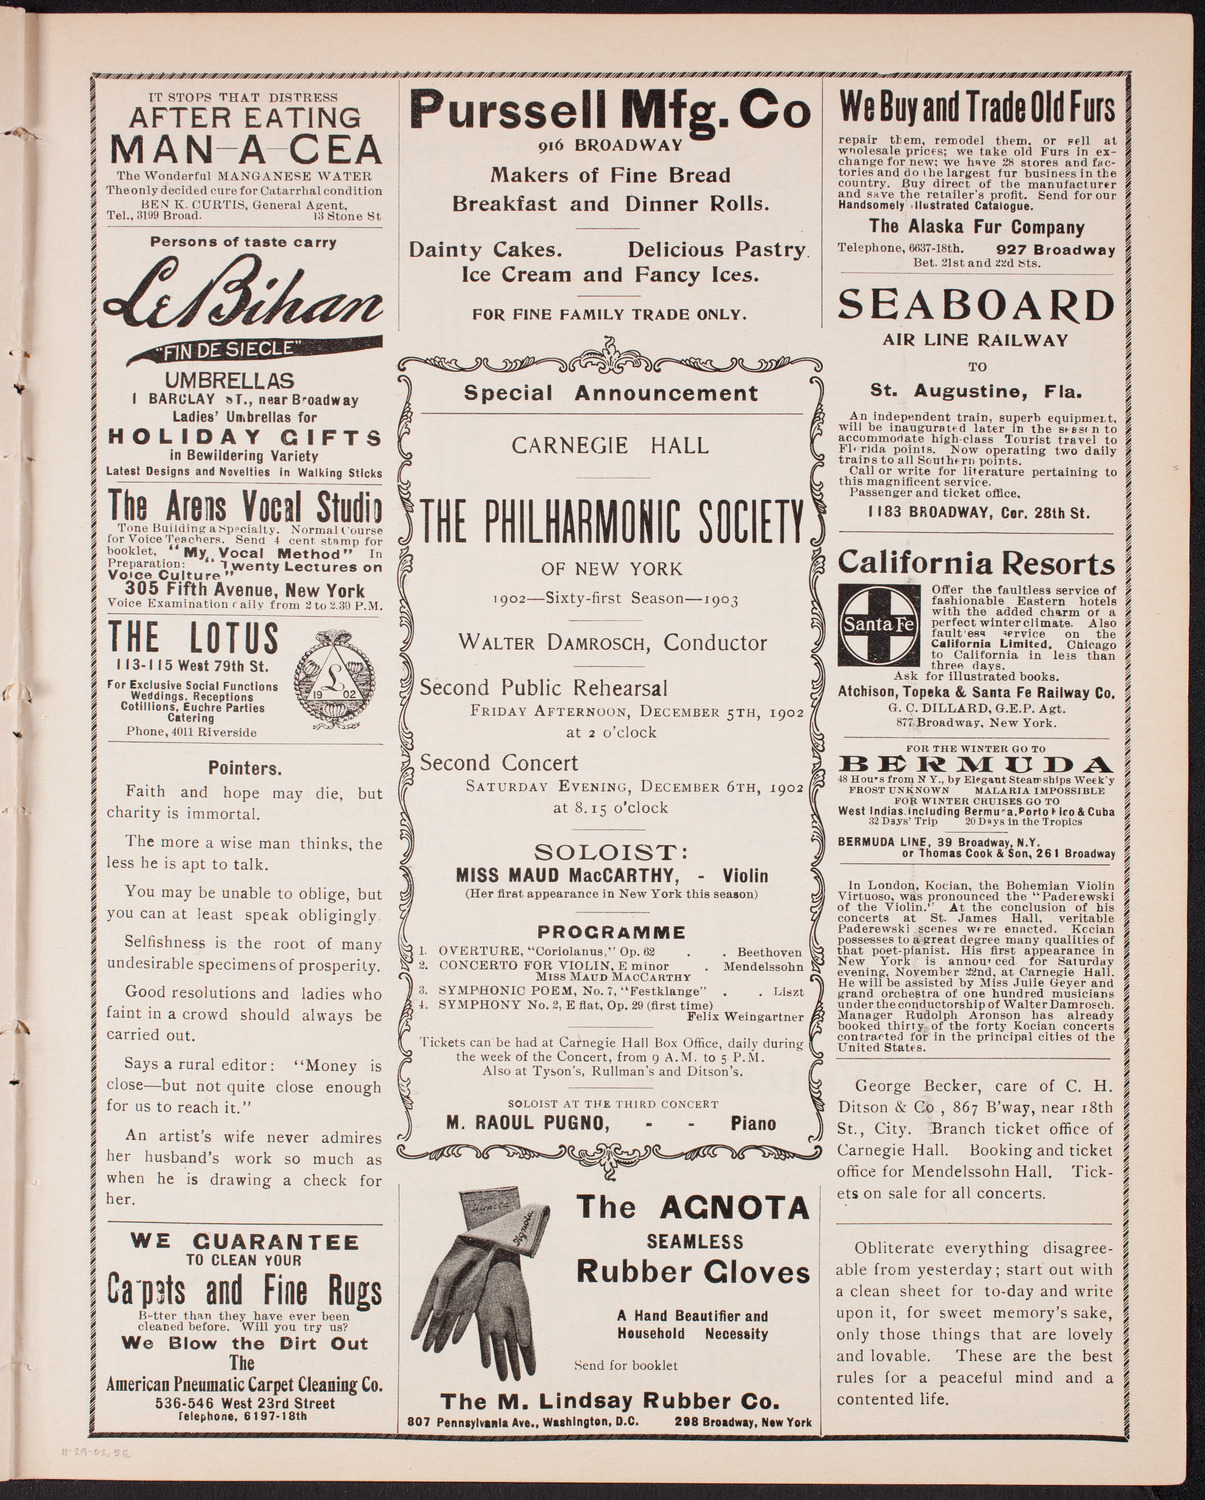 IT STOPS THAT DISTRESS
AFTER EATING
MAN-A-CEA
The Wonderful MANGANESE WATER
The only decided cure for Catarrhal condition
BEN K. CURTIS, General Agent,
Tel., 3199 Broad. 13 Stone St
Persons of taste carry
Le Bihan
"FIN DE SIECLE"
UMBRELLAS
1 BARCLAY ST., near Broadway
Ladies' Umbrellas for
HOLIDAY GIFTS
in Bewildering Variety
Latest Designs and Novelties in Walking Sticks
The Arens Vocal Studio
Tone Building a Specialty. Normal Course
for Voice Teachers. Send 4 cent stamp for
booklet, "My Vocal Method" In
Preparation: "Twenty Lectures on
Voice Culture"
305 Fifth Avenue, New York
Voice Examination daily from 2 to 2.30 P.M.
THE LOTUS
113-115 West 79th St.
For Exclusive Social Functions
Weddings, Receptions
Cotillions, Euchre Parties
Catering
Phone, 4011 Riverside
L
19 02
Pointers.
Faith and hope may die, but
charity is immortal.
The more a wise man thinks, the
less he is apt to talk.
You may be unable to oblige, but
you can at least speak obligingly.
Selfishness is the root of many
undesirable specimens of prosperity.
Good resolutions and ladies who
faint in a crowd should always be
carried out.
Says a rural editor: "Money is
close—but not quite close enough
for us to reach it."
An artist's wife never admires
her husband's work so much as
when he is drawing a check for
her.
WE GUARANTEE
TO CLEAN YOUR
Carpets and Fine Rugs
Better than they have ever been
cleaned before. Will you try us?
We Blow the Dirt Out
The
American Pneumatic Carpet Cleaning Co.
536-546 West 23rd Street
Telephone, 6197-18th
Purssell Mfg. Co
916 BROADWAY
Makers of Fine Bread
Breakfast and Dinner Rolls.
Dainty Cakes. Delicious Pastry.
Ice Cream and Fancy Ices.
FOR FINE FAMILY TRADE ONLY.
Special Announcement
CARNEGIE HALL
THE PHILHARMONIC SOCIETY
OF NEW YORK
1902—Sixty-first Season—1903
WALTER DAMROSCH, Conductor
Second Public Rehearsal
FRIDAY AFTERNOON, DECEMBER 5TH, 1902
at 2 o'clock
Second Concert
SATURDAY EVENING, DECEMBER 6TH, 1902
at 8.15 o'clock
SOLOIST:
MISS MAUD MacCARTHY, - Violin
(Her first appearance in New York this season)
PROGRAMME
1. OVERTURE, "Coriolanus," Op. 62 . . Beethoven
2. CONCERTO FOR VIOLIN, E minor . Mendelssohn
MISS MAUD MACCARTHY
3. SYMPHONIC POEM, No. 7, "Festklange" . . Liszt
4. SYMPHONY No. 2, E flat, Op. 29 (first time)
Felix Weingartner
Tickets can be had at Carnegie Hall Box Office, daily during
the week of the Concert, from 9 A.M. to 5 P.M.
Also at Tyson's, Rullman's and Ditson's.
SOLOIST AT THE THIRD CONCERT
M. RAOUL PUGNO, - - Piano
Agnota
The AGNOTA
SEAMLESS
Rubber Gloves
A Hand Beautifier and
Household Necessity
Send for booklet
The M. Lindsay Rubber Co.
807 Pennsylvania Ave., Washington, D.C. 298 Broadway, New York
We Buy and Trade Old Furs
repair them, remodel them, or sell at
wholesale prices; we take old Furs in ex-
change for new; we have 28 stores and fac-
tories and do the largest fur business in the
country. Buy direct of the manufacturer
and save the retailer's profit. Send for our
Handsomely Illustrated Catalogue.
The Alaska Fur Company
Telephone, 6637-18th. 927 Broadway
Bet. 21st and 22d Sts.
SEABOARD
AIR LINE RAILWAY
TO
St. Augustine, Fla.
An independent train, superb equipment,
will be inaugurated later in the season to
accommodate high-class Tourist travel to
Florida points. Now operating two daily
trains to all Southern points.
Call or write for literature pertaining to
this magnificent service.
Passenger and ticket office,
1183 BROADWAY, Cor. 28th St.
California Resorts
Santa Fe
Offer the faultless service of
fashionable Eastern hotels
with the added charm of a
perfect winter climate. Also
faultless service on the
California Limited, Chicago
to California in less than
three days.
Ask for illustrated books.
Atchison, Topeka & Santa Fe Railway Co.
G. C. DILLARD, G.E.P. Agt.
877 Broadway, New York.
FOR THE WINTER GO TO
BERMUDA
48 Hours from N Y., by Elegant Steamships Week'y
FROST UNKNOWN MALARIA IMPOSSIBLE
FOR WINTER CRUISES GO TO
West Indias, including Bermuda, Porto Rico & Cuba
32 Days' Trip 20 Days in the Tropics
BERMUDA LINE, 39 Broadway, N.Y.
or Thomas Cook & Son, 261 Broadway
In London, Kocian, the Bohemian Violin
Virtuoso, was pronounced the "Paderewski
of the Violin." At the conclusion of his
concerts at St. James Hall, veritable
Paderewski scenes were enacted. Kocian
possesses to a great degree many qualities of
that poet-pianist. His first appearance in
New York is announced for Saturday
evening, November 22nd, at Carnegie Hall.
He will be assisted by Miss Julie Geyer and
grand orchestra of one hundred musicians
under the conductorship of Walter Damrosch.
Manager Rudolph Aronson has already
booked thirty of the forty Kocian concerts
contracted for in the principal cities of the
United States.
George Becker, care of C. H.
Ditson & Co., 867 B'way, near 18th
St., City. Branch ticket office of
Carnegie Hall. Booking and ticket
office for Mendelssohn Hall. Tick-
ets on sale for all concerts.
Obliterate everything disagree-
able from yesterday; start out with
a clean sheet for to-day and write
upon it, for sweet memory's sake,
only those things that are lovely
and lovable. These are the best
rules for a peaceful mind and a
contented life.
11-29-02, 5E